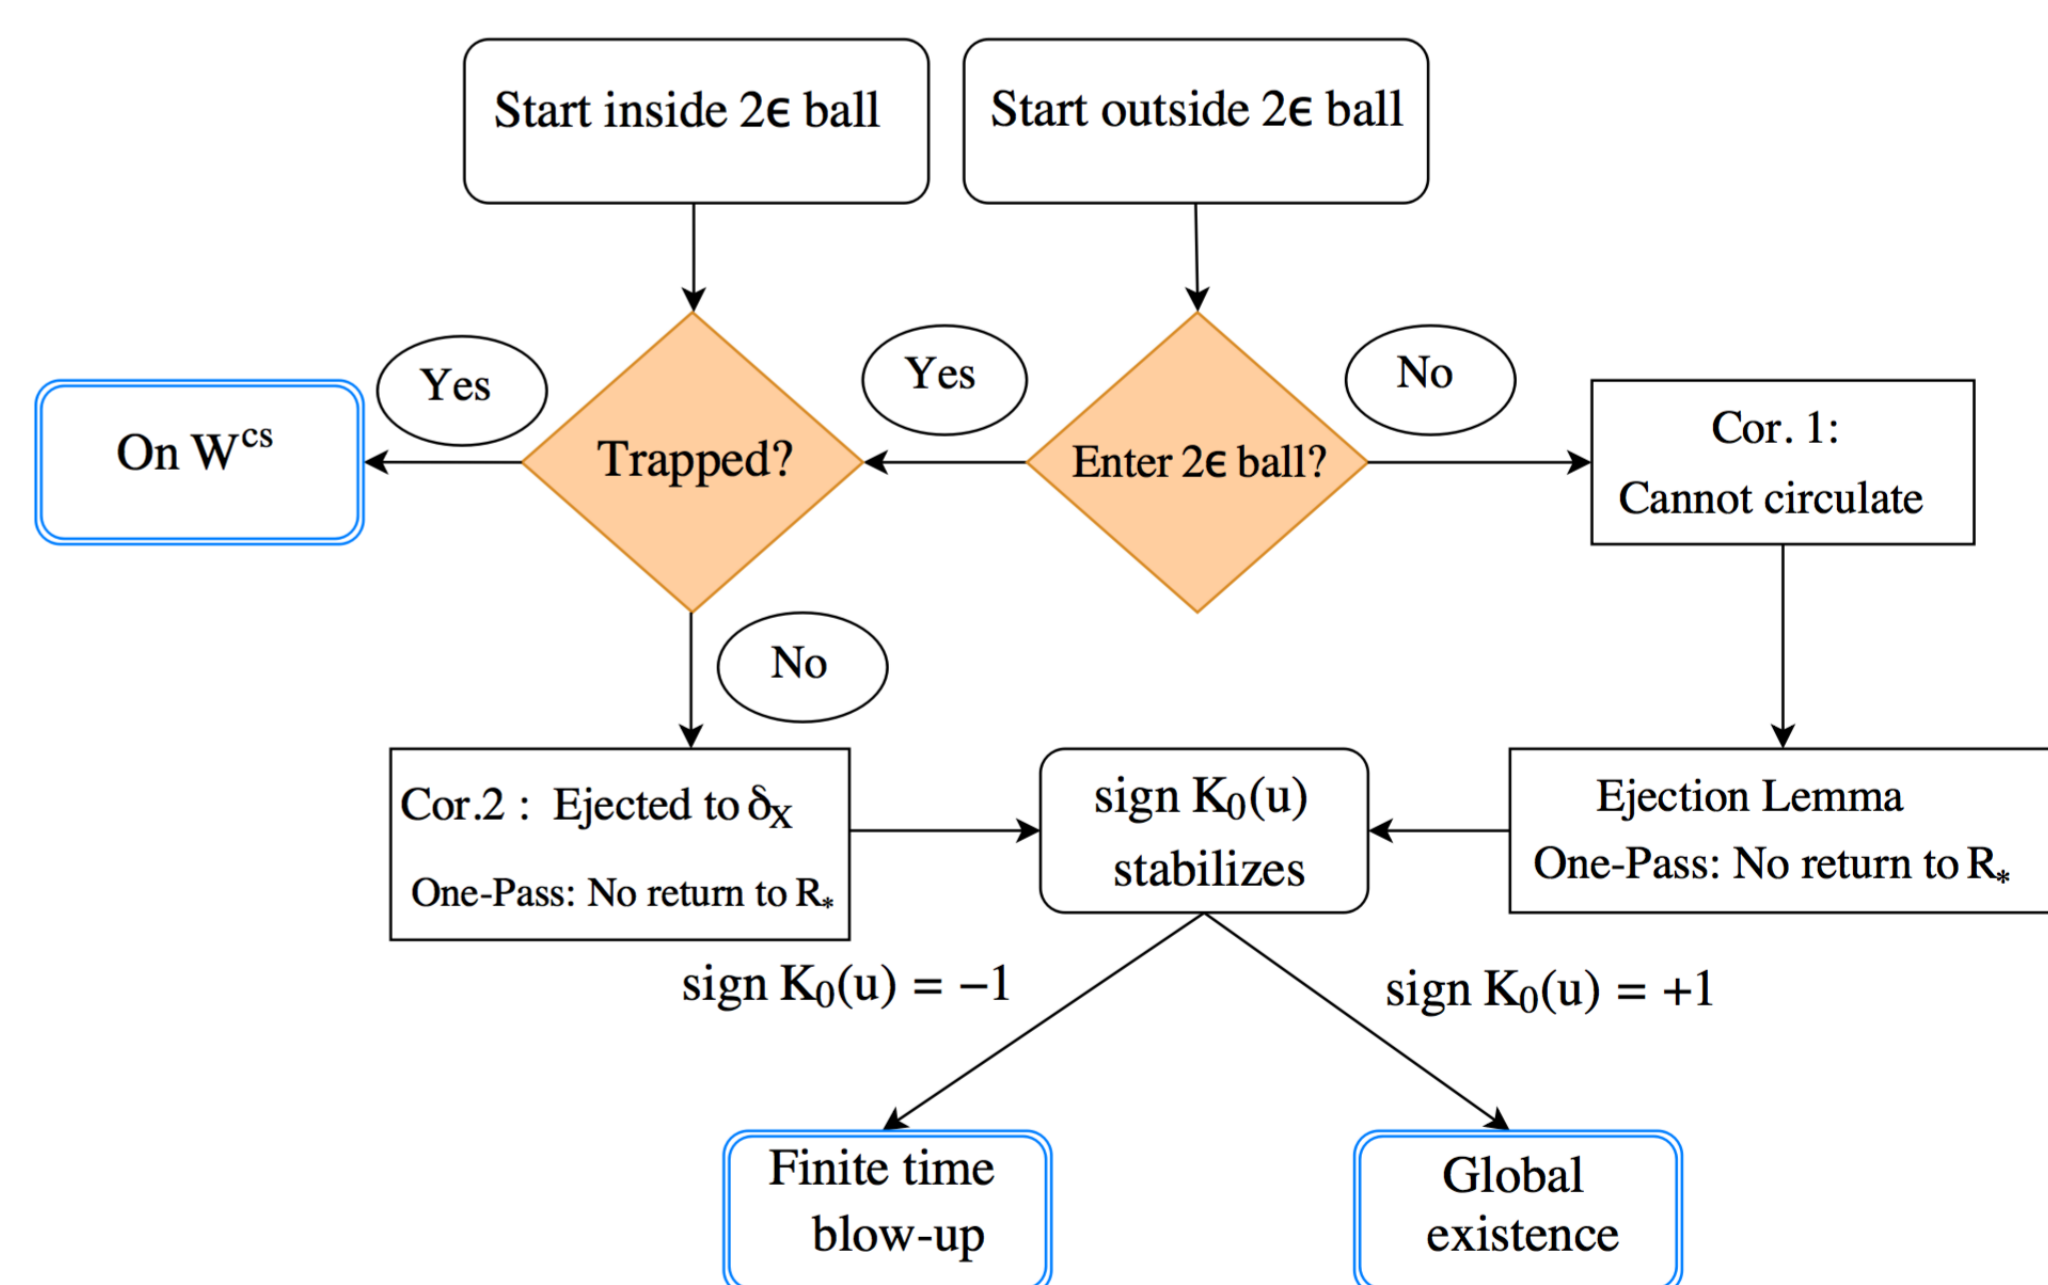 Start inside 2ϵ ball
Start outside 2ϵ ball
Yes
Yes
No
On W^cs
Trapped?
Enter 2ϵ ball?
Cor. 1:
Cannot circulate
No
Cor.2 : Ejected to δ_X
One-Pass: No return to R_*
sign K_0(u)
stabilizes
Ejection Lemma
One-Pass: No return to R_*
sign K_0(u) = −1
sign K_0(u) = +1
Finite time
blow-up
Global
existence